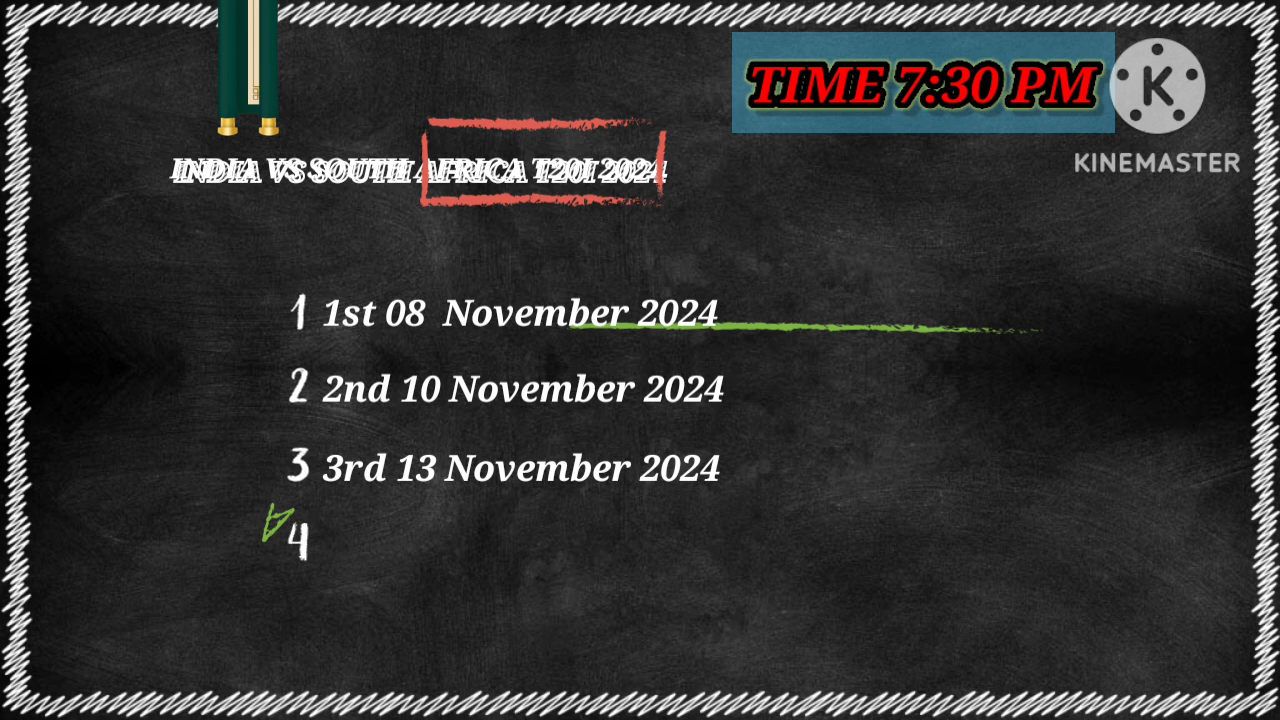 TIME 7:30 PM
K
KINEMASTER
INDIA VS SOUTH AFRICA T20I 2024
1 1st 08 November 2024
2 2nd 10 November 2024
3 3rd 13 November 2024
4